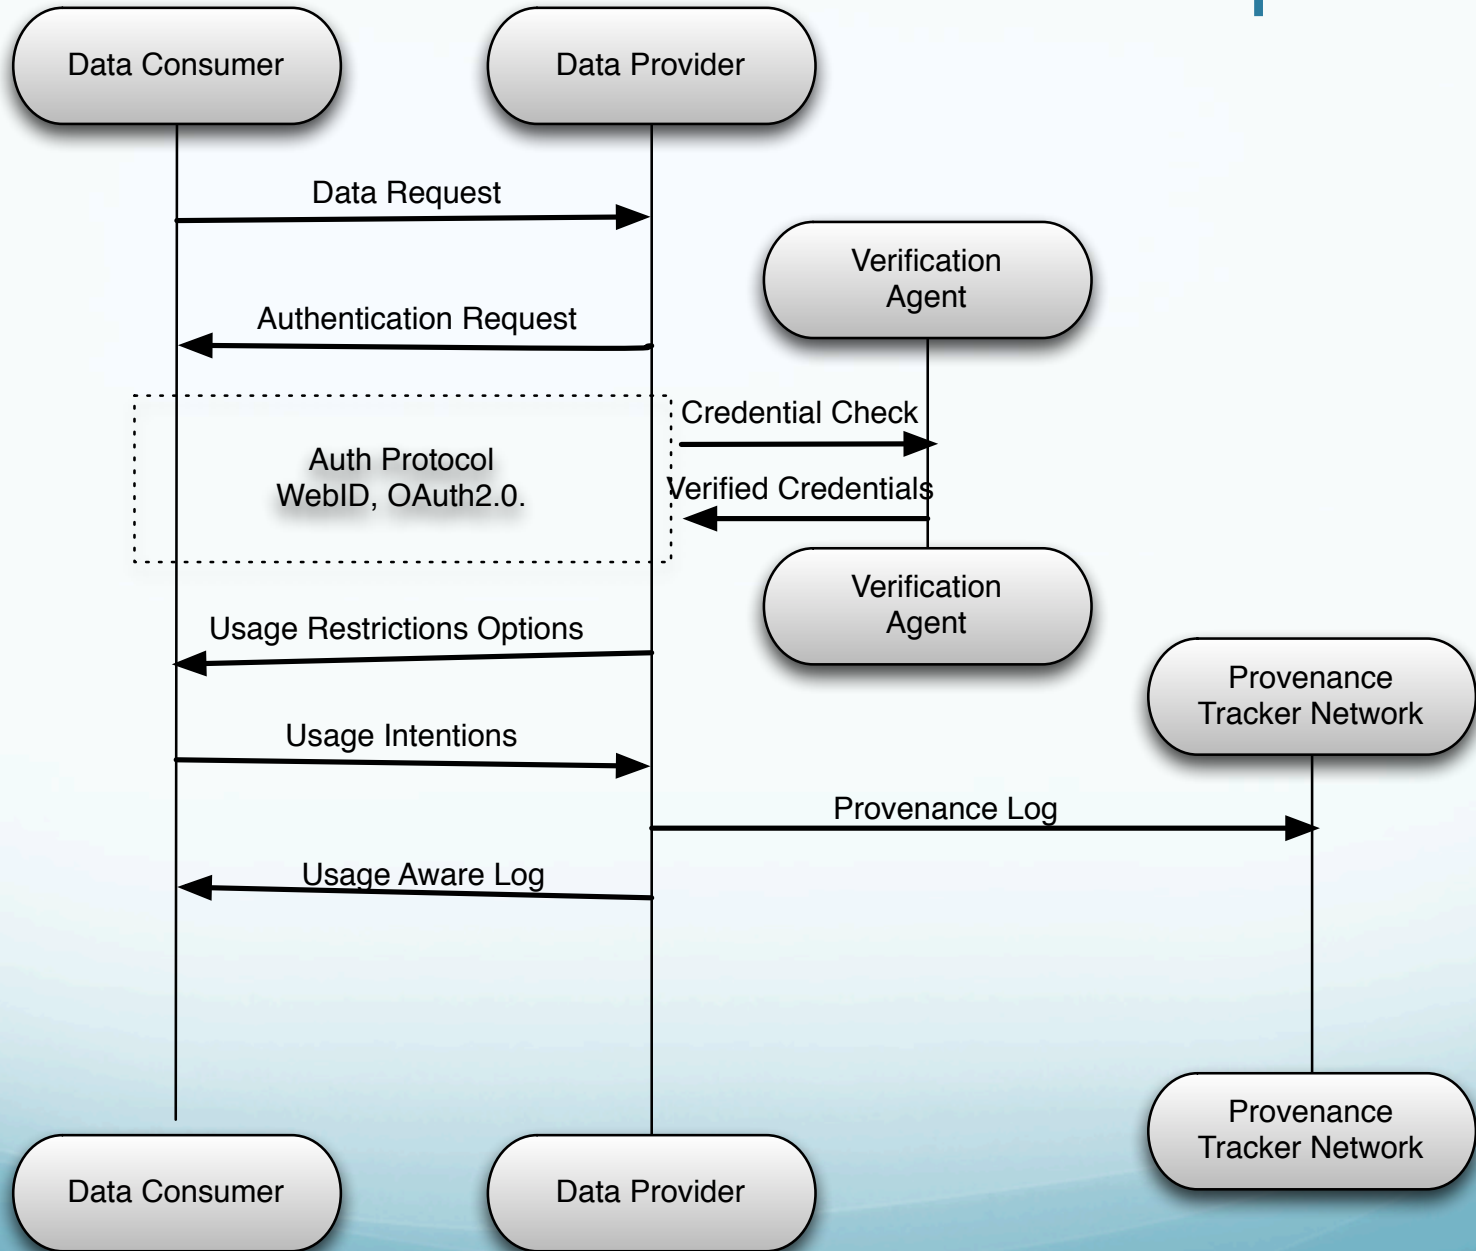 Data Consumer
Data Provider
Data Request
Verification
Agent
Authentication Request
Credential Check
Auth Protocol
WebID, OAuth2.0.
Verified Credentials
Verification
Agent
Usage Restrictions Options
Provenance
Tracker Network
Usage Intentions
Provenance Log
Usage Aware Log
Provenance
Tracker Network
Data Consumer
Data Provider